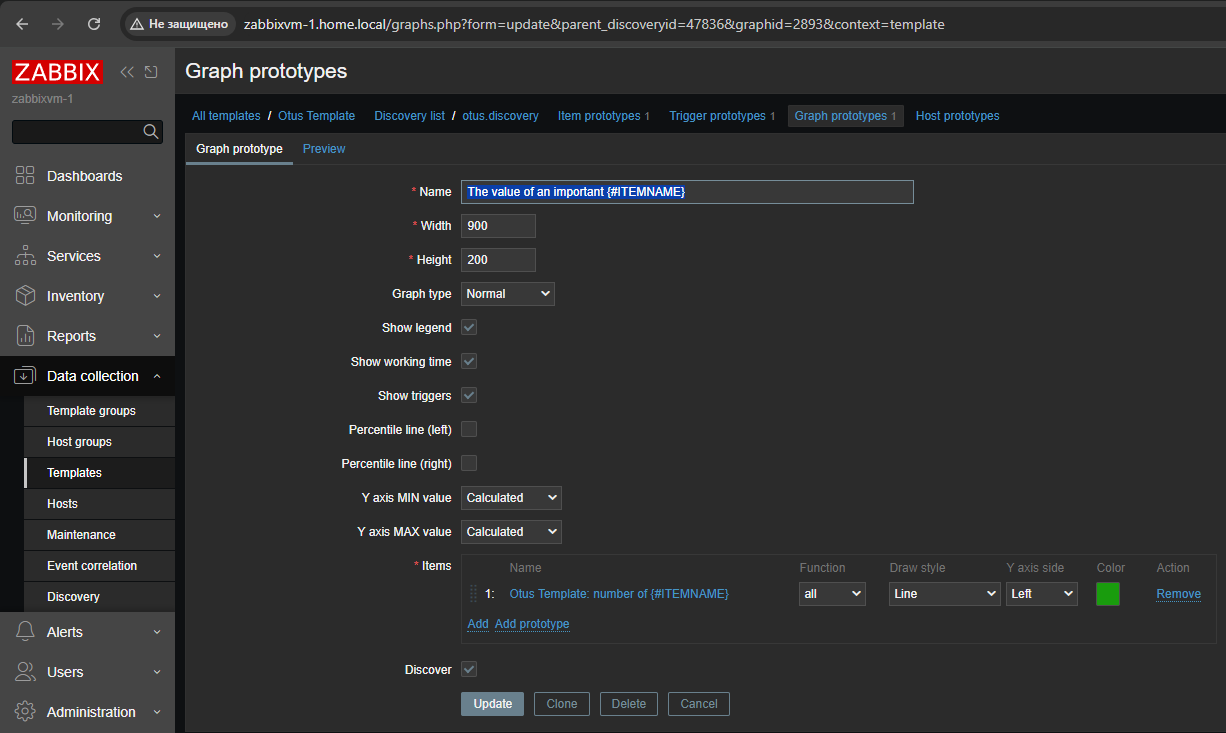 Не защищено zabbixvm-1.home.local/graphs.php?form=update&parent_discoveryid=47836&graphid=2893&context=template
ZABBIX
zabbixvm-1
Dashboards
Monitoring
Services
Inventory
Reports
Data collection
Template groups
Host groups
Templates
Hosts
Maintenance
Event correlation
Discovery
Alerts
Users
Administration
Graph prototypes
All templates / Otus Template Discovery list / otus.discovery Item prototypes 1 Trigger prototypes 1 Graph prototypes 1 Host prototypes
Graph prototype Preview
* Name The value of an important {#ITEMNAME}
* Width 900
* Height 200
Graph type Normal
Show legend
Show working time
Show triggers
Percentile line (left)
Percentile line (right)
Y axis MIN value Calculated
Y axis MAX value Calculated
* Items Name Function Draw style Y axis side Color Action
1: Otus Template: number of {#ITEMNAME} all Line Left Remove
Add Add prototype
Discover
Update Clone Delete Cancel